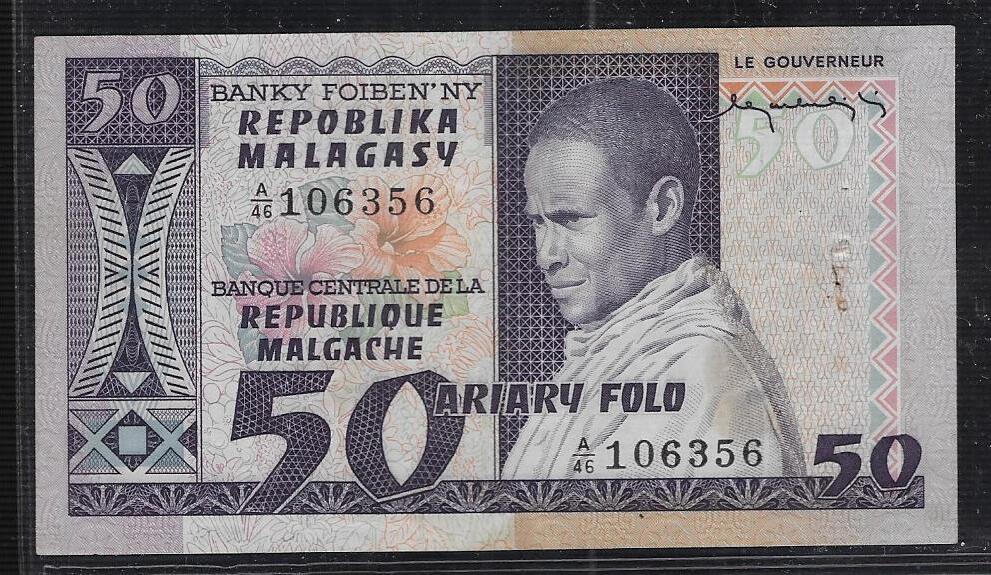 50
BANKY FOIBEN'NY
REPOBLIKA
MALAGASY
A/46 106356
BANQUE CENTRALE DE LA
REPUBLIQUE
MALGACHE
50 ARIARY FOLO
LE GOUVERNEUR
50
A/46 106356
50